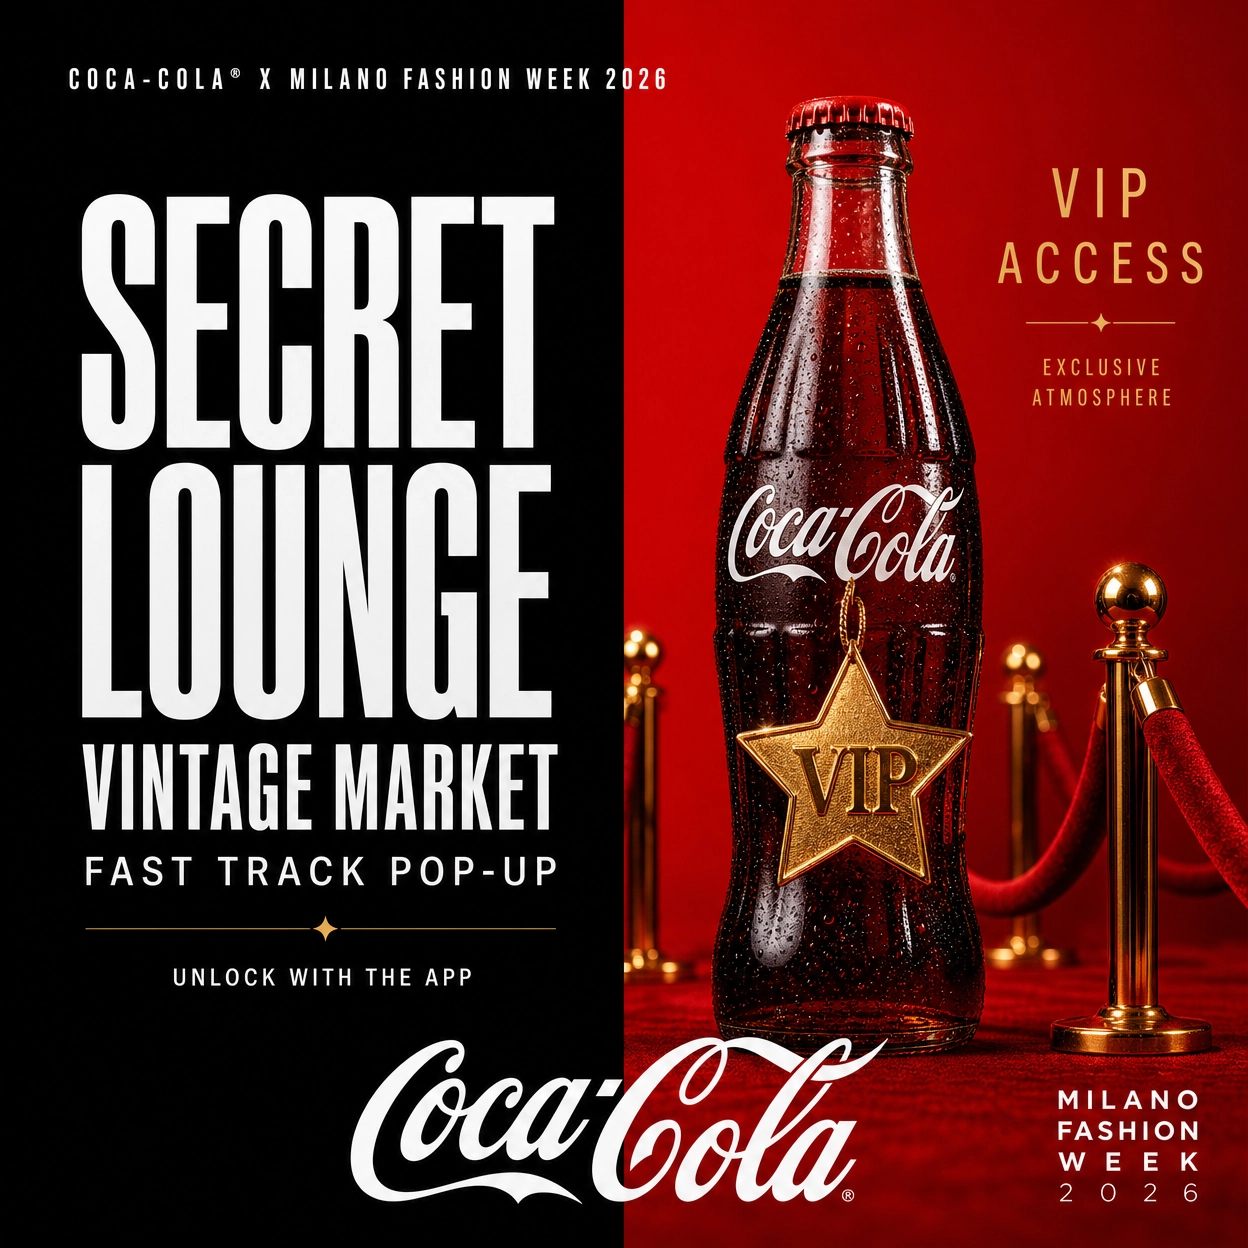 COCA-COLA® X MILANO FASHION WEEK 2026
SECRET
LOUNGE
VINTAGE MARKET
FAST TRACK POP-UP
UNLOCK WITH THE APP
VIP
ACCESS
EXCLUSIVE
ATMOSPHERE
Coca-Cola®
VIP
Coca-Cola®
MILANO
FASHION
WEEK
2026